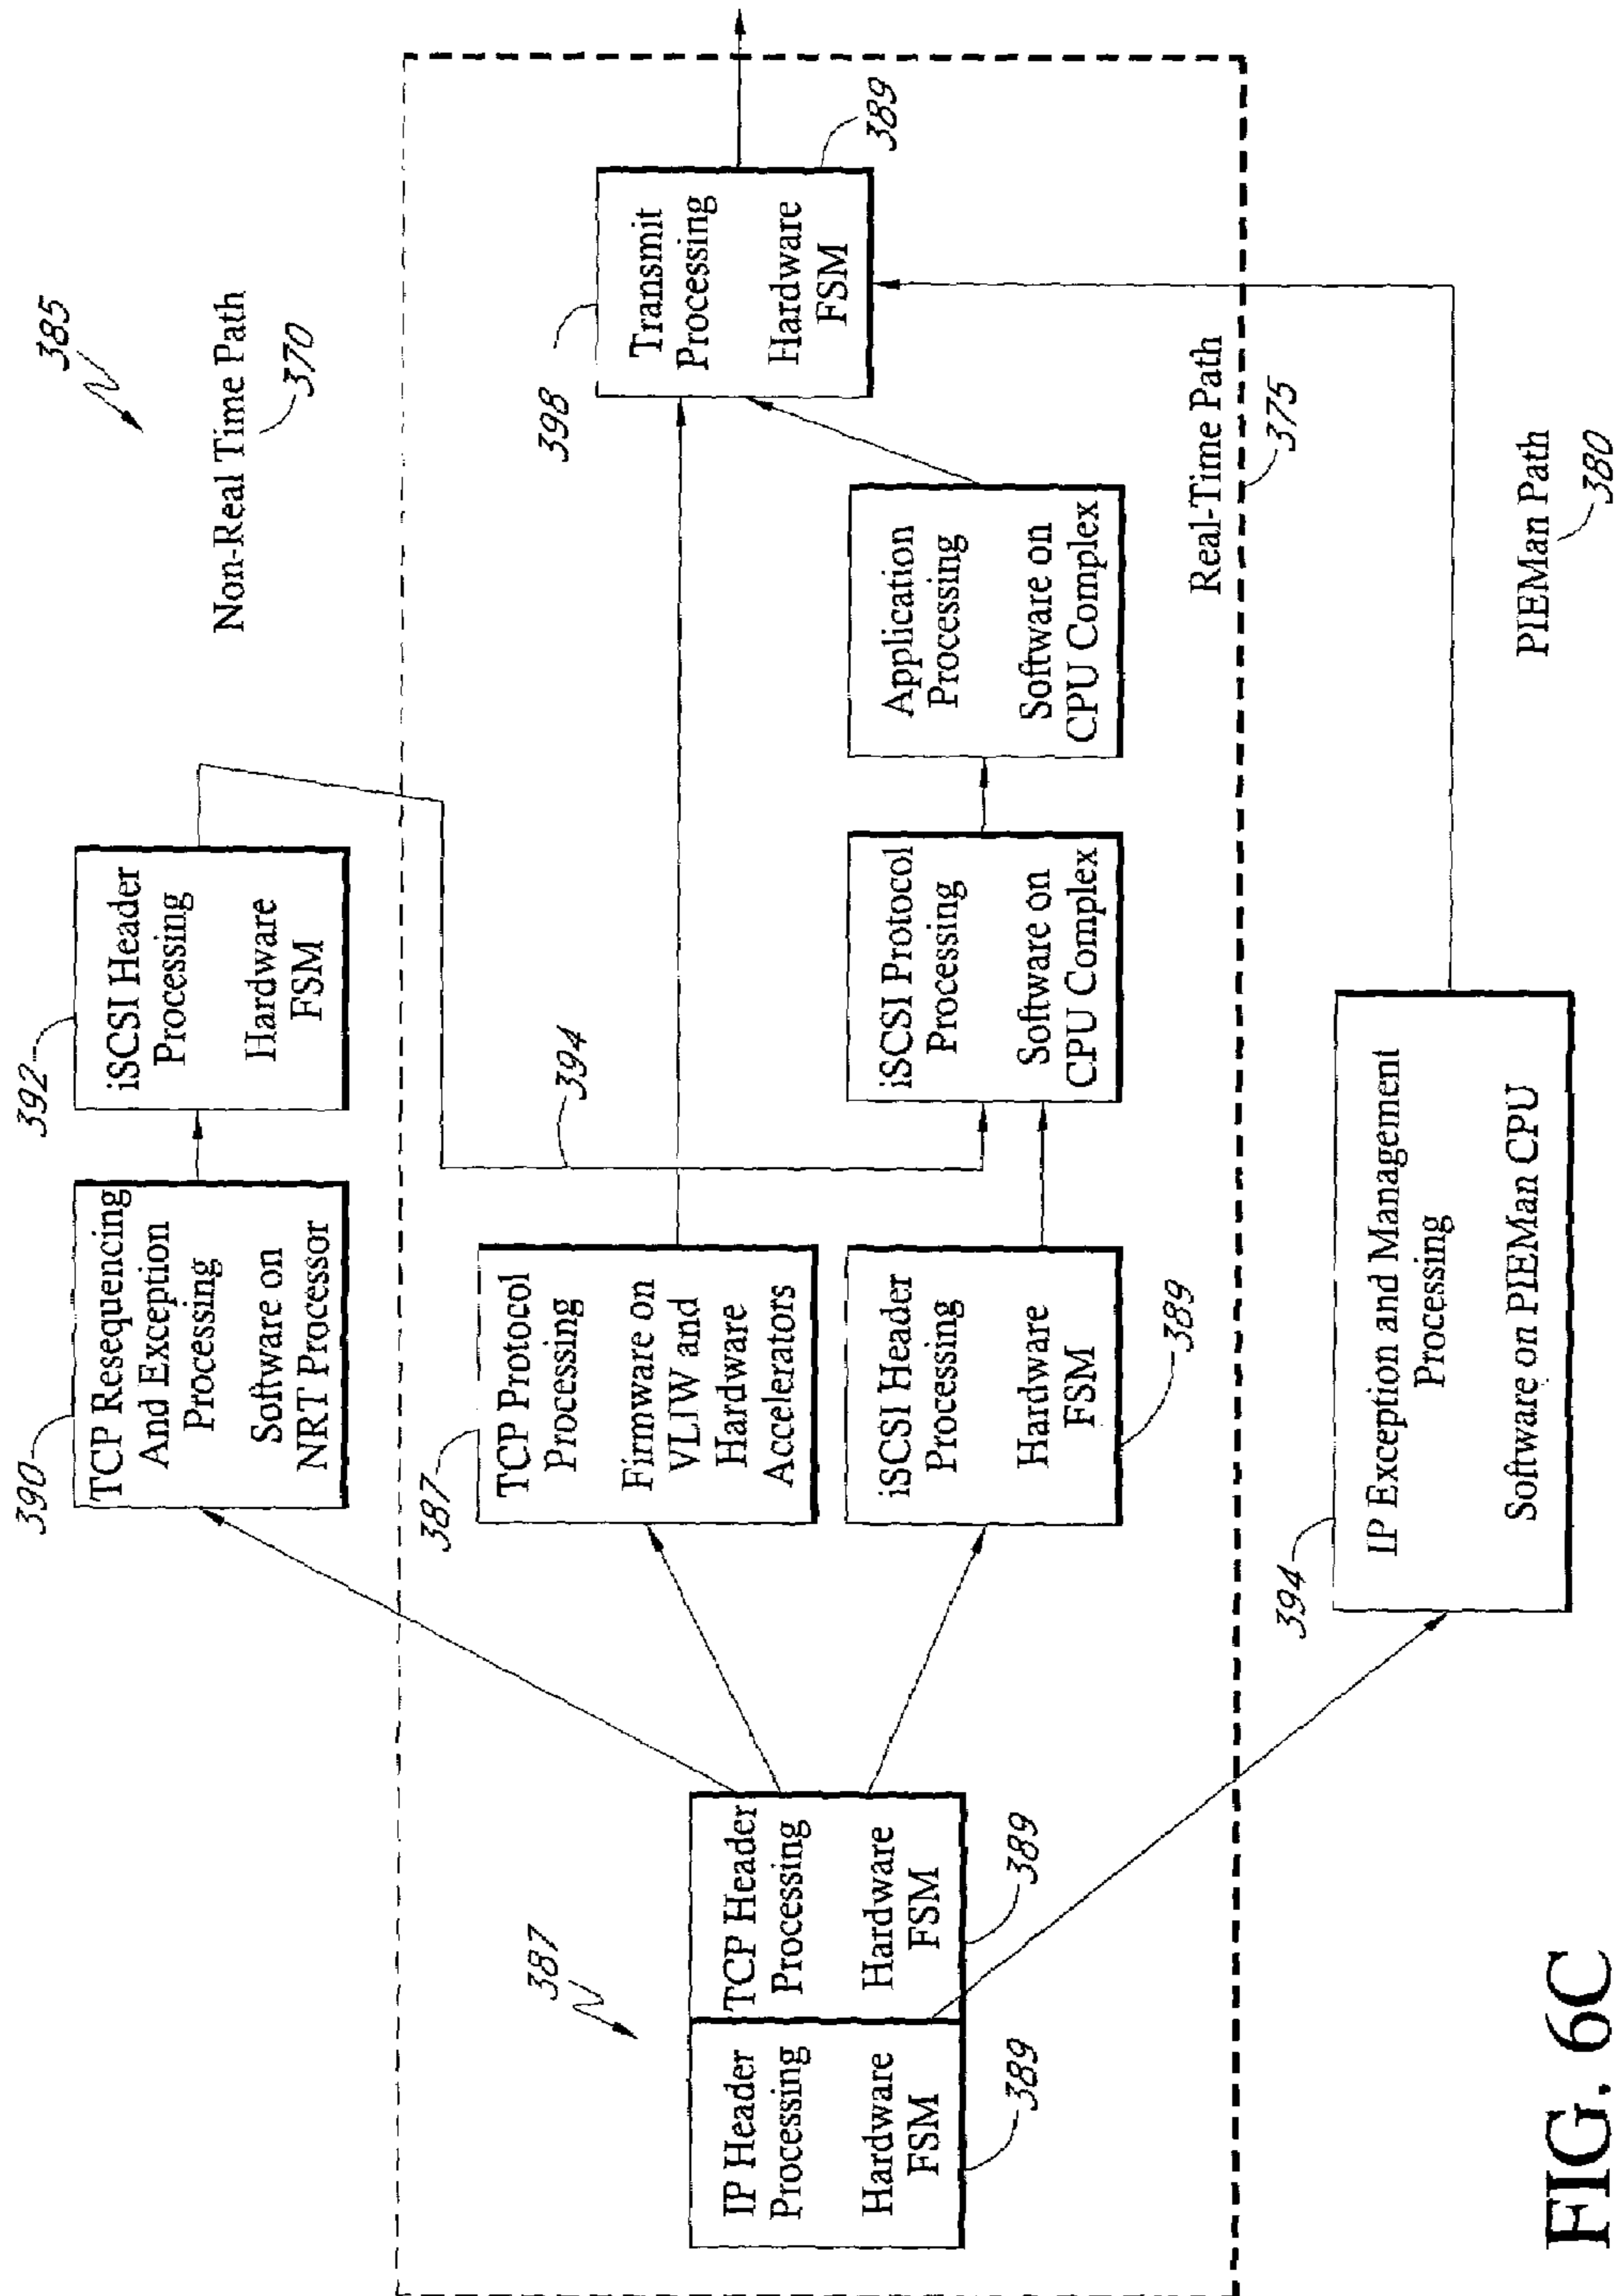 385
Non-Real Time Path
370
390
TCP Resequencing
And Exception
Processing
Software on
NRT Processor
392
iSCSI Header
Processing
Hardware
FSM
387
IP Header
Processing
Hardware
FSM
389
TCP Header
Processing
Hardware
FSM
389
387
TCP Protocol
Processing
Firmware on
VLIW and
Hardware
Accelerators
iSCSI Header
Processing
Hardware
FSM
389
394
iSCSI Protocol
Processing
Software on
CPU Complex
Application
Processing
Software on
CPU Complex
398
Transmit
Processing
Hardware
FSM
389
Real-Time Path
375
394
IP Exception and Management
Processing
Software on PIEMan CPU
PIEMan Path
380
FIG. 6C